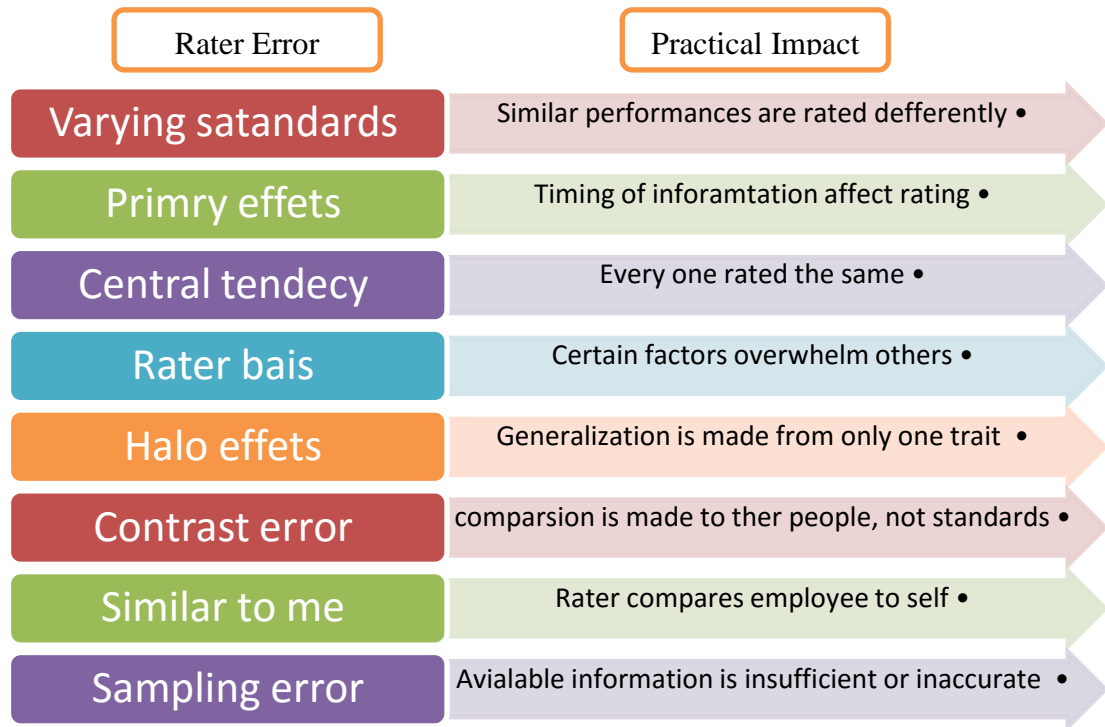 Rater Error
Practical Impact
Varying satandards
Similar performances are rated defferently •
Primry effets
Timing of inforamtation affect rating •
Central tendecy
Every one rated the same •
Rater bais
Certain factors overwhelm others •
Halo effets
Generalization is made from only one trait •
Contrast error
comparsion is made to ther people, not standards •
Similar to me
Rater compares employee to self •
Sampling error
Avialable information is insufficient or inaccurate •